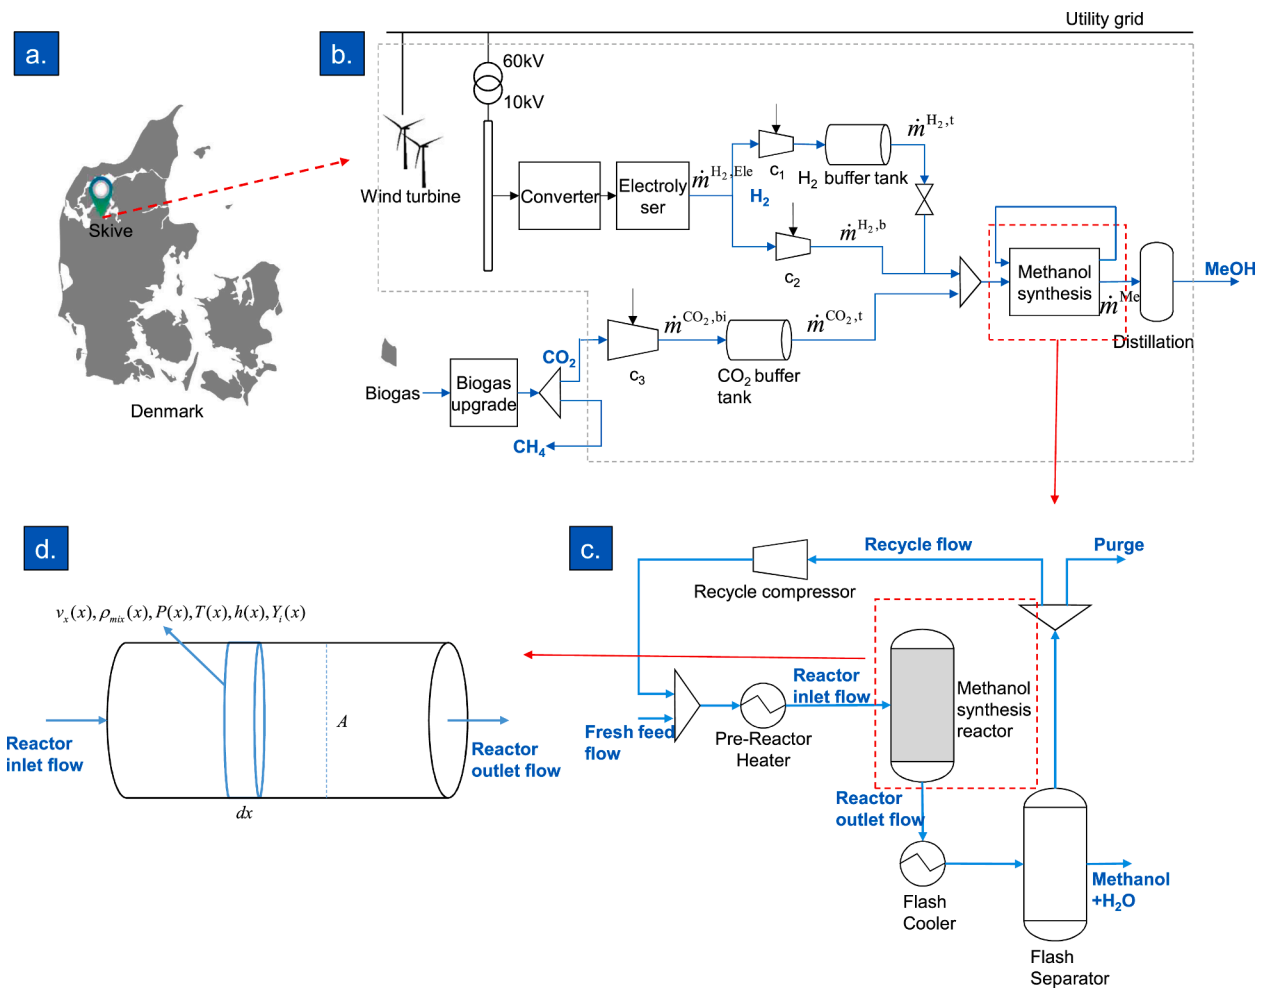 a.
b.
Utility grid
60kV
10kV
Wind turbine
Converter
Electroly
ser
ṁ^H₂,Ele
H₂
c₁
H₂ buffer tank
ṁ^H₂,t
c₂
ṁ^H₂,b
Skive
Denmark
Methanol
synthesis
ṁ^Me
MeOH
Distillation
ṁ^CO₂,bi
ṁ^CO₂,t
c₃
CO₂ buffer
tank
CO₂
Biogas
Biogas
upgrade
CH₄
d.
v_x(x), ρ_mix(x), P(x), T(x), h(x), Y_i(x)
Reactor
inlet flow
A
Reactor
outlet flow
dx
c.
Recycle flow
Purge
Recycle compressor
Reactor
inlet flow
Methanol
synthesis
reactor
Fresh feed
flow
Pre-Reactor
Heater
Reactor
outlet flow
Flash
Cooler
Methanol
+H₂O
Flash
Separator